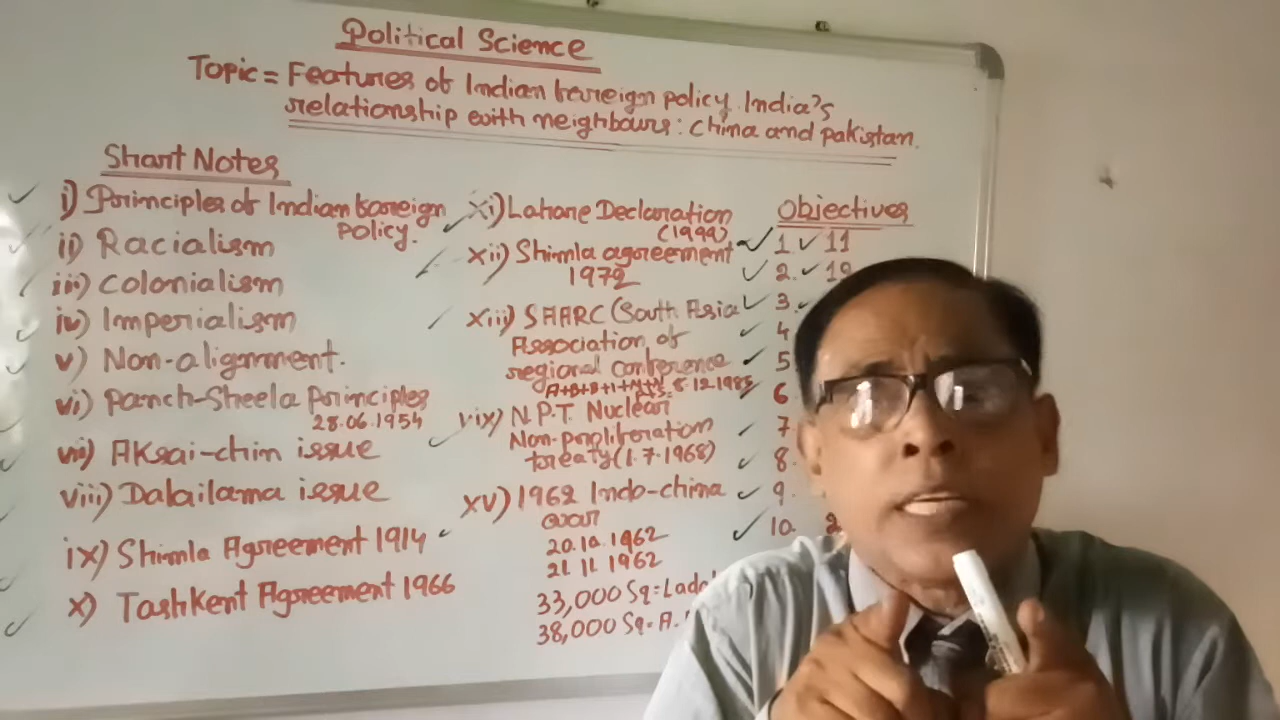 Political Science
Topic = Features of Indian foreign policy. India's
relationship with neighbours: China and pakistan.
Short Notes
i) Principles of Indian foreign
policy.
ii) Racialism
iii) Colonialism
iv) Imperialism
v) Non-alignment.
vi) Panch-Sheela Principles
28.06.1954
vii) Aksai-chin issue
viii) Dalailama issue
ix) Shimla Agreement 1914
x) Tashkent Agreement 1966
xi) Lahore Declaration
(1999)
xii) Shimla agreement
1972
xiii) SAARC (South Asia
Association of
regional conference
8.12.1985
vix) N.P.T. Nuclear
Non-proliferation
treaty (1.7.1968)
xv) 1962 Indo-china
war
20.10.1962
21 11 1962
33,000 Sq =
38,000 Sq = A.
Objectives
1. 11
2.
3.
4
5
6
7
8.
9.
10.